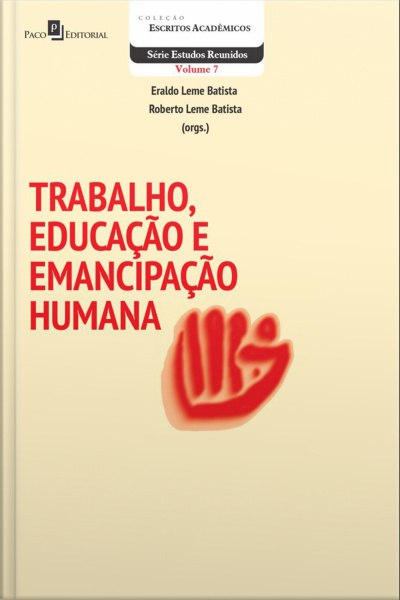 PACO EDITORIAL
COLEÇÃO
ESCRITOS ACADÊMICOS
Série Estudos Reunidos
Volume 7
Eraldo Leme Batista
Roberto Leme Batista
(orgs.)
TRABALHO,
EDUCAÇÃO E
EMANCIPAÇÃO
HUMANA